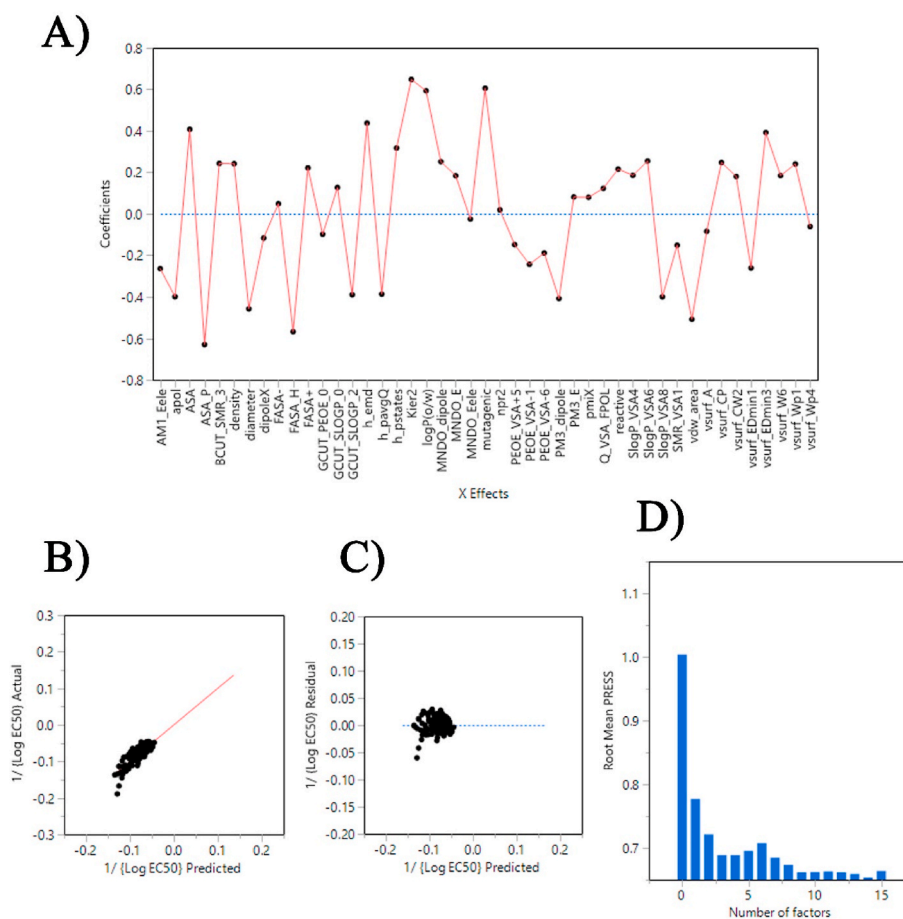 A)
0.8
0.6
0.4
0.2
0.0
-0.2
-0.4
-0.6
-0.8
Coefficients
AM1_Eele
apol
ASA
ASA_P
BCUT_SMR_3
density
diameter
dipoleX
FASA-
FASA_H
FASA+
GCUT_PEOE_0
GCUT_SLOGP_0
GCUT_SLOGP_2
h_emd
h_pavgQ
h_pstates
Kier2
logP(o/w)
MNDO_dipole
MNDO_E
MNDO_Eele
mutagenic
npr2
PEOE_VSA+5
PEOE_VSA-1
PEOE_VSA-6
PM3_dipole
PM3_E
pmiX
Q_VSA_FPOL
reactive
SlogP_VSA4
SlogP_VSA6
SlogP_VSA8
SMR_VSA1
vdw_area
vsurf_A
vsurf_CP
vsurf_CW2
vsurf_EDmin1
vsurf_EDmin3
vsurf_W6
vsurf_Wp1
vsurf_Wp4
X Effects
B)
0.3
0.2
0.1
0.0
-0.1
-0.2
-0.3
1/ {Log EC50} Actual
-0.2 -0.1 0.0 0.1 0.2
1/ {Log EC50} Predicted
C)
0.20
0.15
0.10
0.05
0.00
-0.05
-0.10
-0.15
-0.20
1/ {Log EC50} Residual
-0.2 -0.1 0.0 0.1 0.2
1/ {Log EC50} Predicted
D)
1.1
1.0
0.9
0.8
0.7
Root Mean PRESS
0 5 10 15
Number of factors